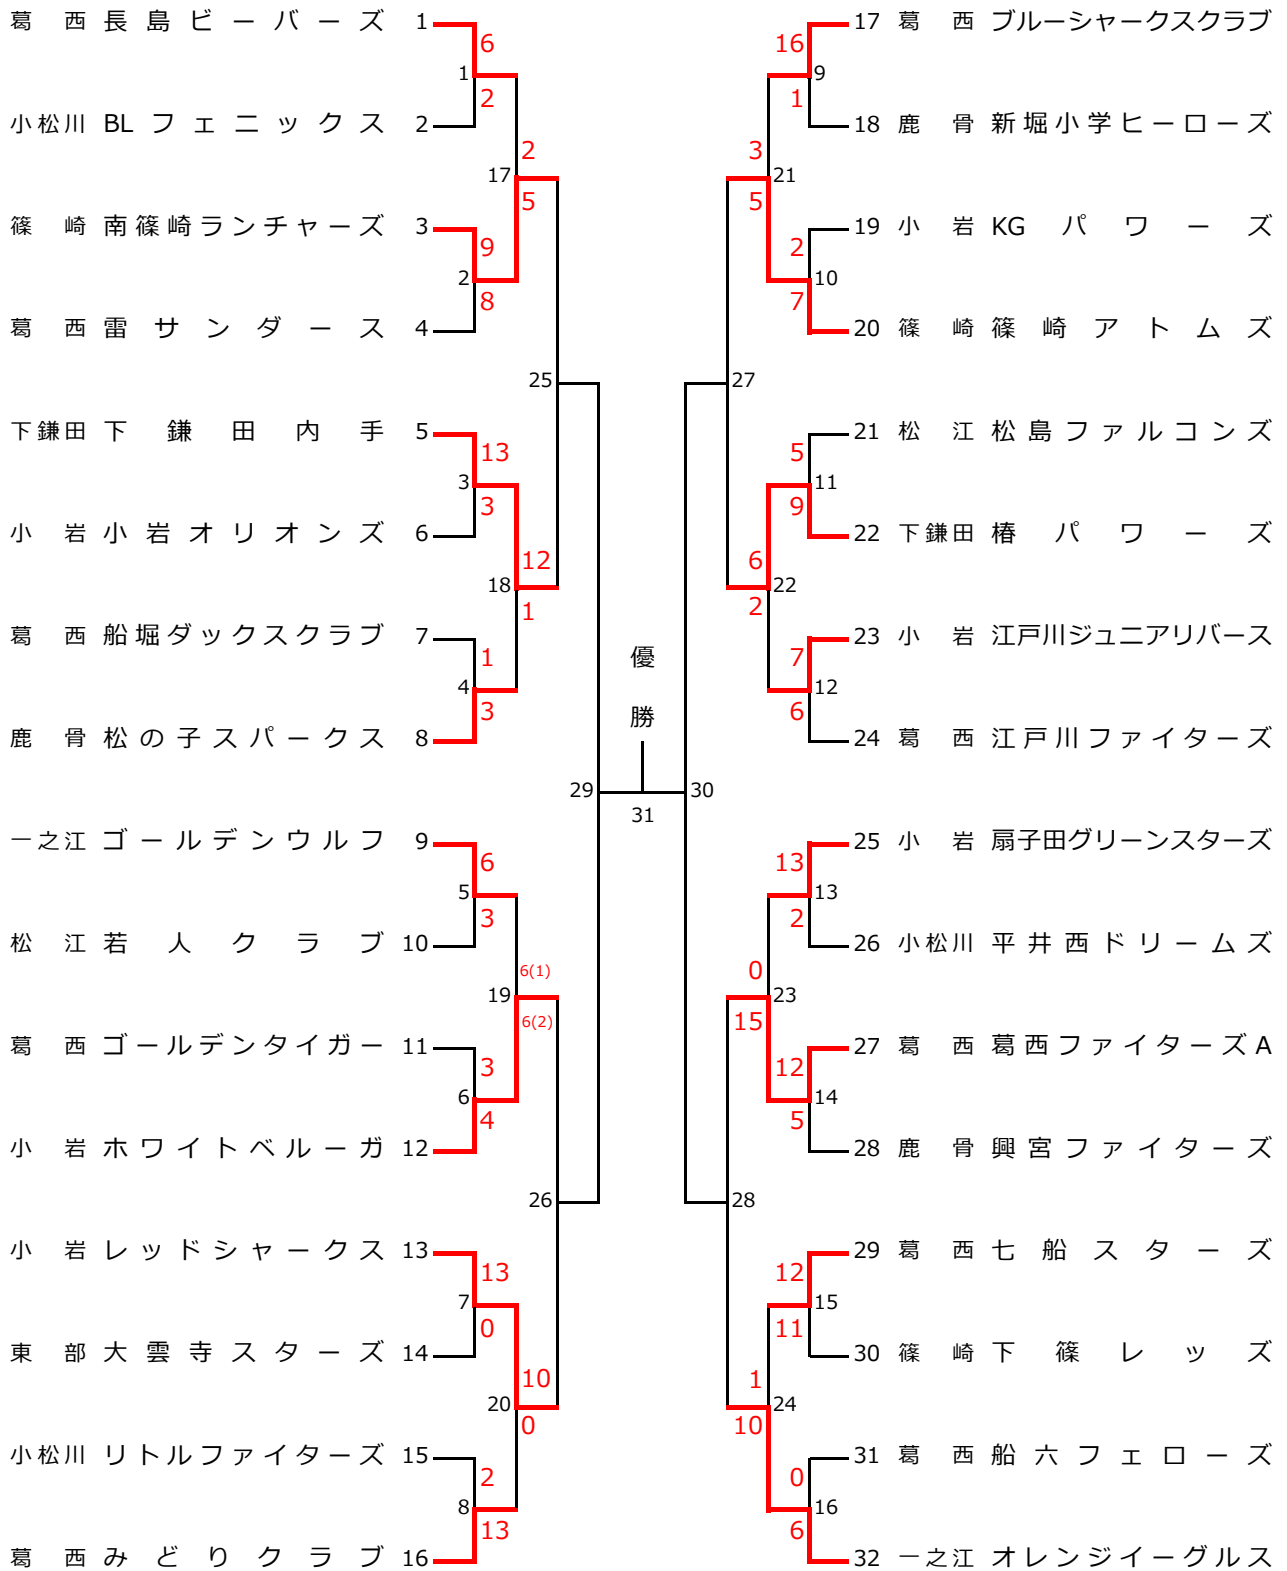 葛西 長島ビーバーズ 1
6
1
2
小松川 BLフェニックス 2
2
17
5
篠崎 南篠崎ランチャーズ 3
9
2
8
葛西 雷サンダース 4
25
下鎌田 下鎌田内手 5
13
3
3
小岩 小岩オリオンズ 6
12
18
1
葛西 船堀ダックスクラブ 7
1
4
3
鹿骨 松の子スパークス 8
29
一之江 ゴールデンウルフ 9
6
5
3
松江 若人クラブ 10
6(1)
19
6(2)
葛西 ゴールデンタイガー 11
3
6
4
小岩 ホワイトベルーガ 12
26
小岩 レッドシャークス 13
13
7
0
東部 大雲寺スターズ 14
10
20
0
小松川 リトルファイターズ 15
2
8
13
葛西 みどりクラブ 16
優勝
31
17 葛西 ブルーシャークスクラブ
16
9
1
18 鹿骨 新堀小学ヒーローズ
3
21
5
19 小岩 KGパワーズ
2
10
7
20 篠崎 篠崎アトムズ
27
21 松江 松島ファルコンズ
5
11
9
22 下鎌田 椿パワーズ
6
22
2
23 小岩 江戸川ジュニアリバース
7
12
6
24 葛西 江戸川ファイターズ
30
25 小岩 扇子田グリーンスターズ
13
13
2
26 小松川 平井西ドリームズ
0
23
15
27 葛西 葛西ファイターズA
12
14
5
28 鹿骨 興宮ファイターズ
28
29 葛西 七船スターズ
12
15
11
30 篠崎 下篠レッズ
1
24
10
31 葛西 船六フェローズ
0
16
6
32 一之江 オレンジイーグルス